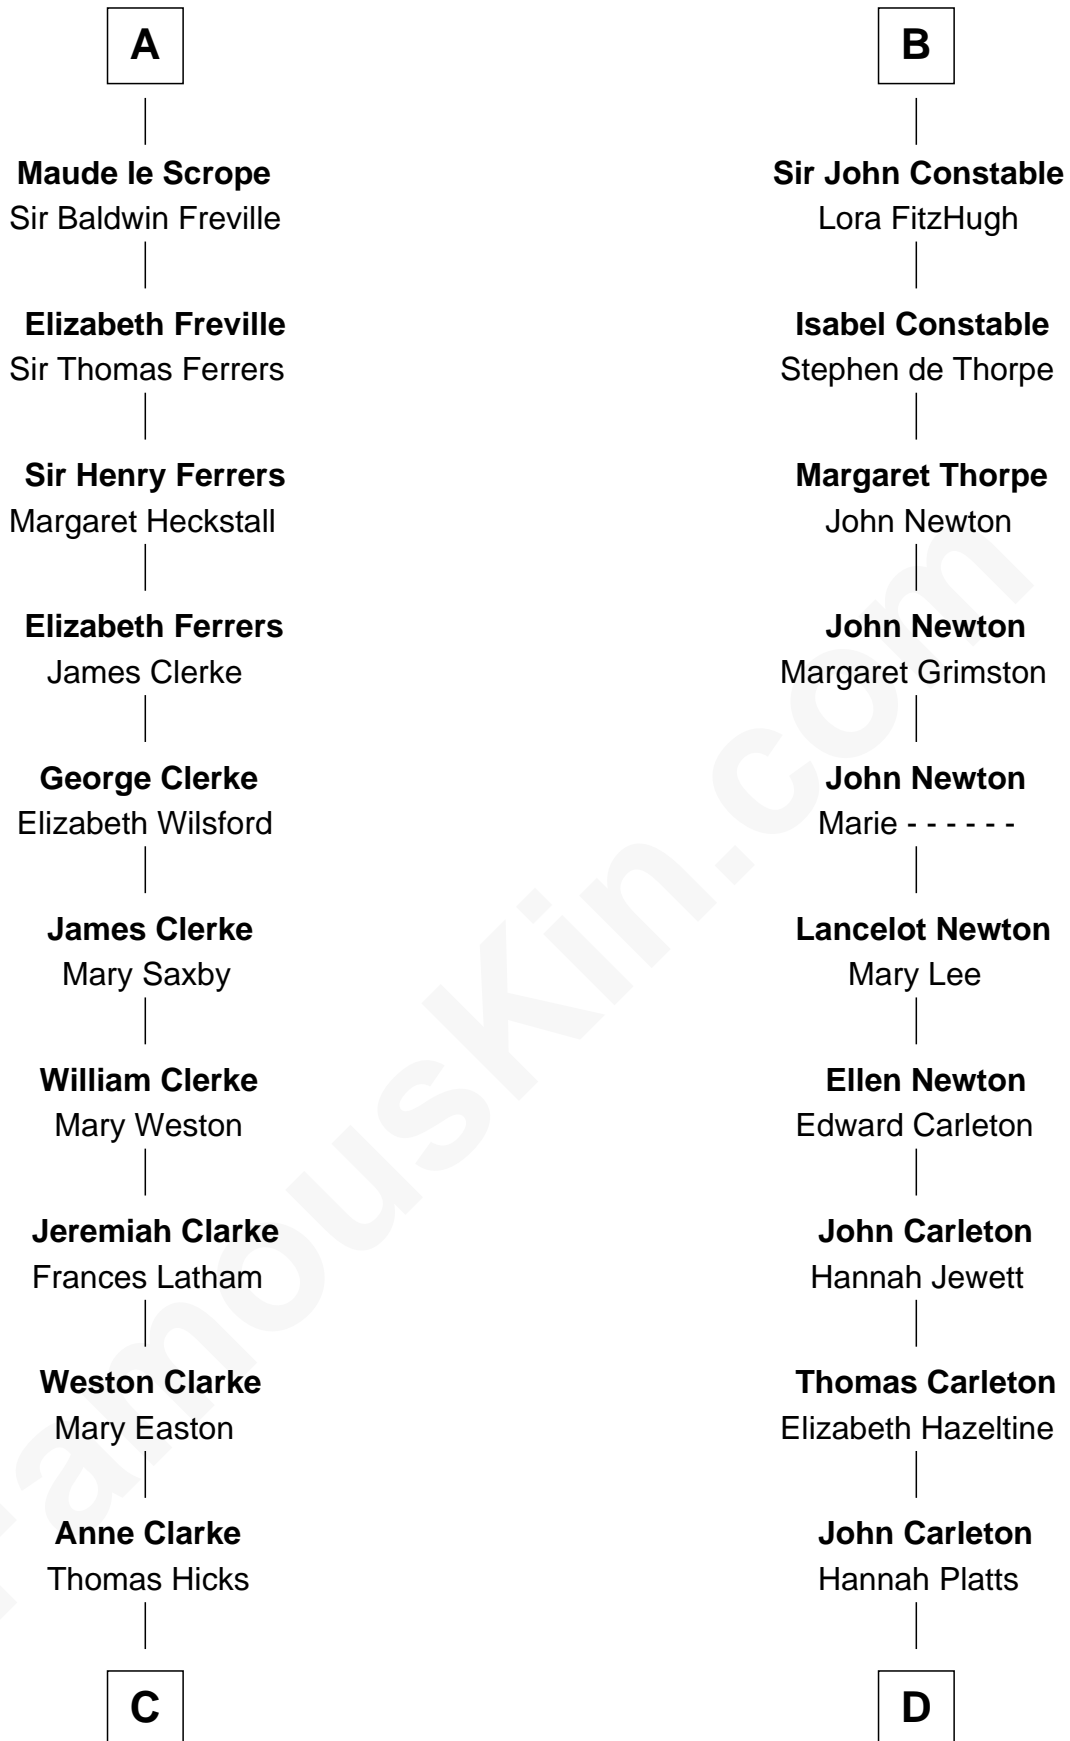 A
Maude le Scrope
Sir Baldwin Freville
Elizabeth Freville
Sir Thomas Ferrers
Sir Henry Ferrers
Margaret Heckstall
Elizabeth Ferrers
James Clerke
George Clerke
Elizabeth Wilsford
James Clerke
Mary Saxby
William Clerke
Mary Weston
Jeremiah Clarke
Frances Latham
Weston Clarke
Mary Easton
Anne Clarke
Thomas Hicks
C
B
Sir John Constable
Lora FitzHugh
Isabel Constable
Stephen de Thorpe
Margaret Thorpe
John Newton
John Newton
Margaret Grimston
John Newton
Marie - - - - - -
Lancelot Newton
Mary Lee
Ellen Newton
Edward Carleton
John Carleton
Hannah Jewett
Thomas Carleton
Elizabeth Hazeltine
John Carleton
Hannah Platts
D
FamousKin.com